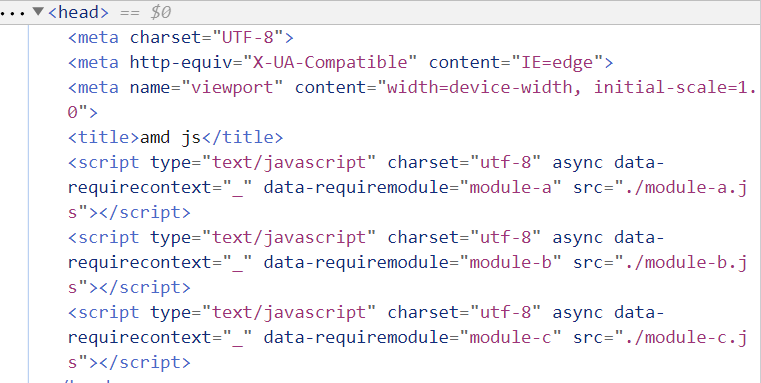 ... ▼<head> == $0
<meta charset="UTF-8">
<meta http-equiv="X-UA-Compatible" content="IE=edge">
<meta name="viewport" content="width=device-width, initial-scale=1.
0">
<title>amd js</title>
<script type="text/javascript" charset="utf-8" async data-
requirecontext="_" data-requiremodule="module-a" src="./module-a.j
s"></script>
<script type="text/javascript" charset="utf-8" async data-
requirecontext="_" data-requiremodule="module-b" src="./module-b.j
s"></script>
<script type="text/javascript" charset="utf-8" async data-
requirecontext="_" data-requiremodule="module-c" src="./module-c.j
s"></script>